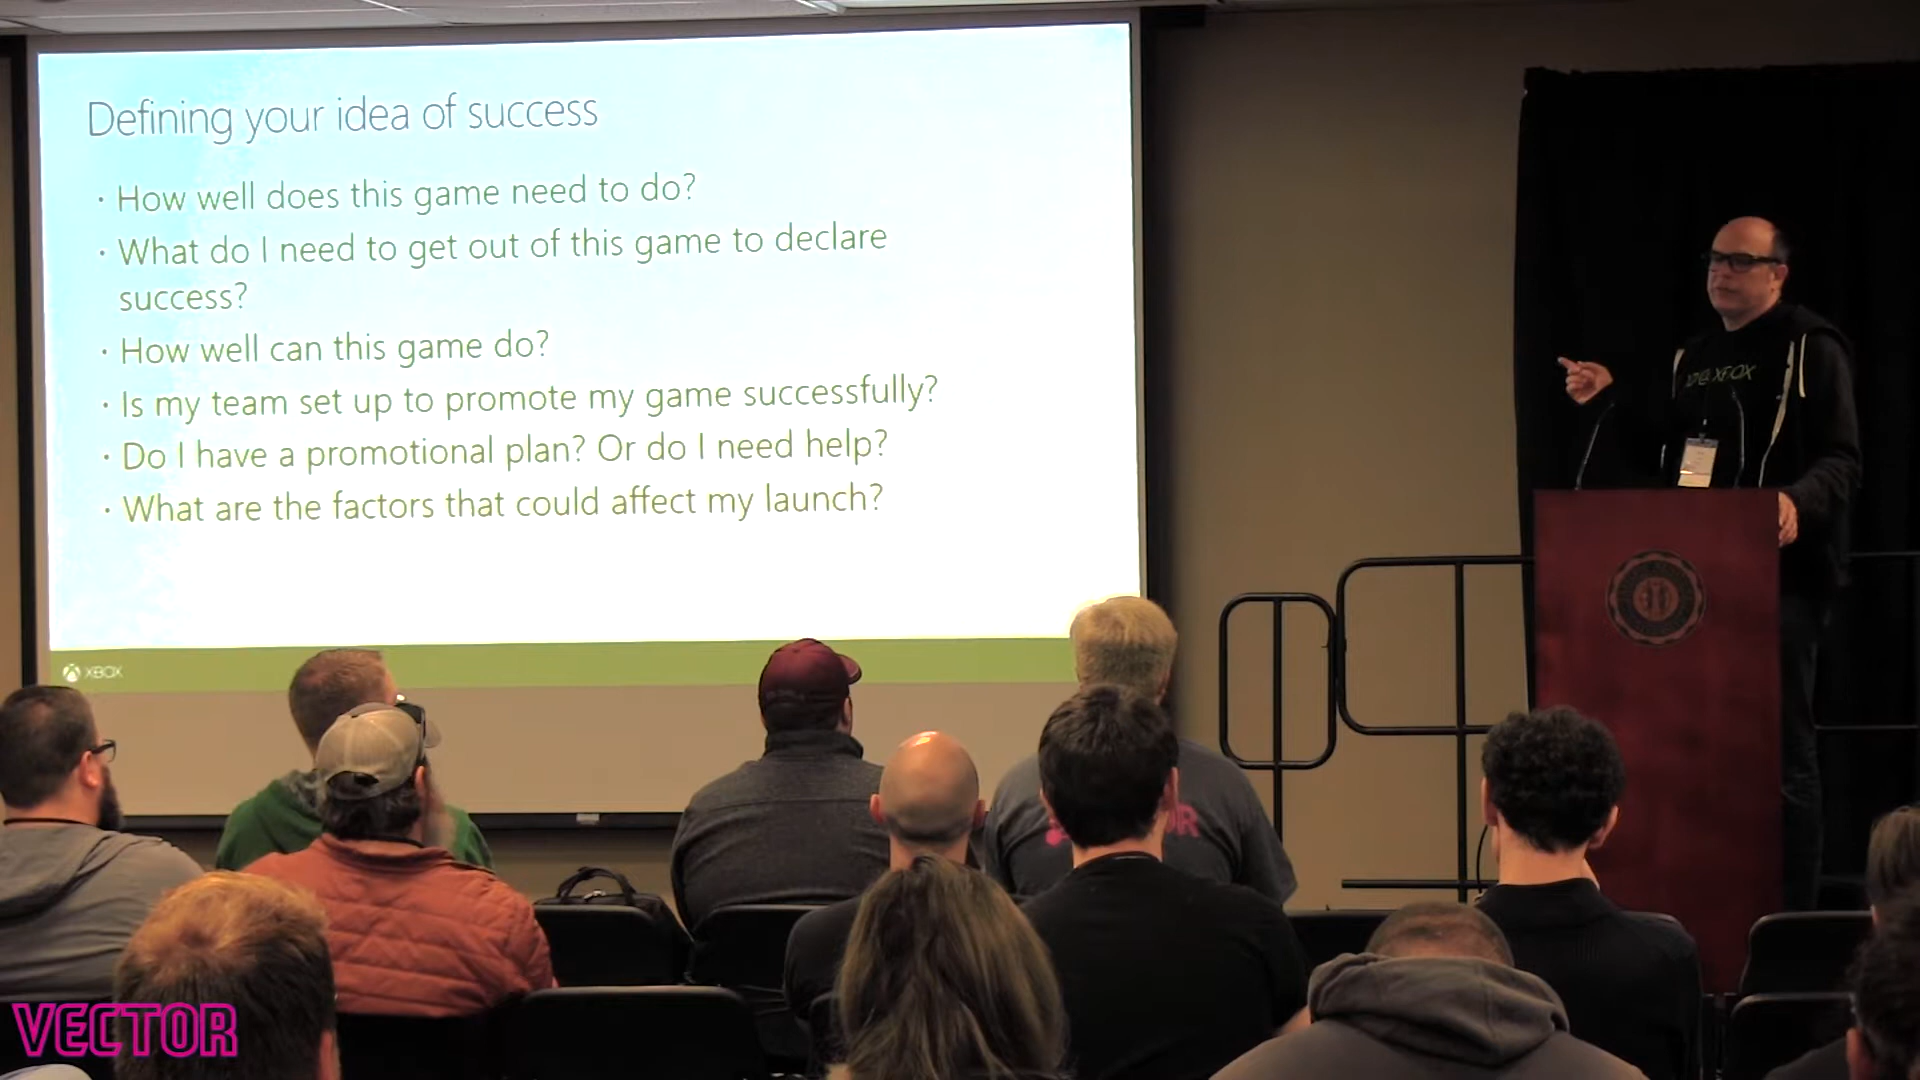 Defining your idea of success
· How well does this game need to do?
· What do I need to get out of this game to declare
success?
· How well can this game do?
· Is my team set up to promote my game successfully?
· Do I have a promotional plan? Or do I need help?
· What are the factors that could affect my launch?
XBOX
XBOX
VECTOR